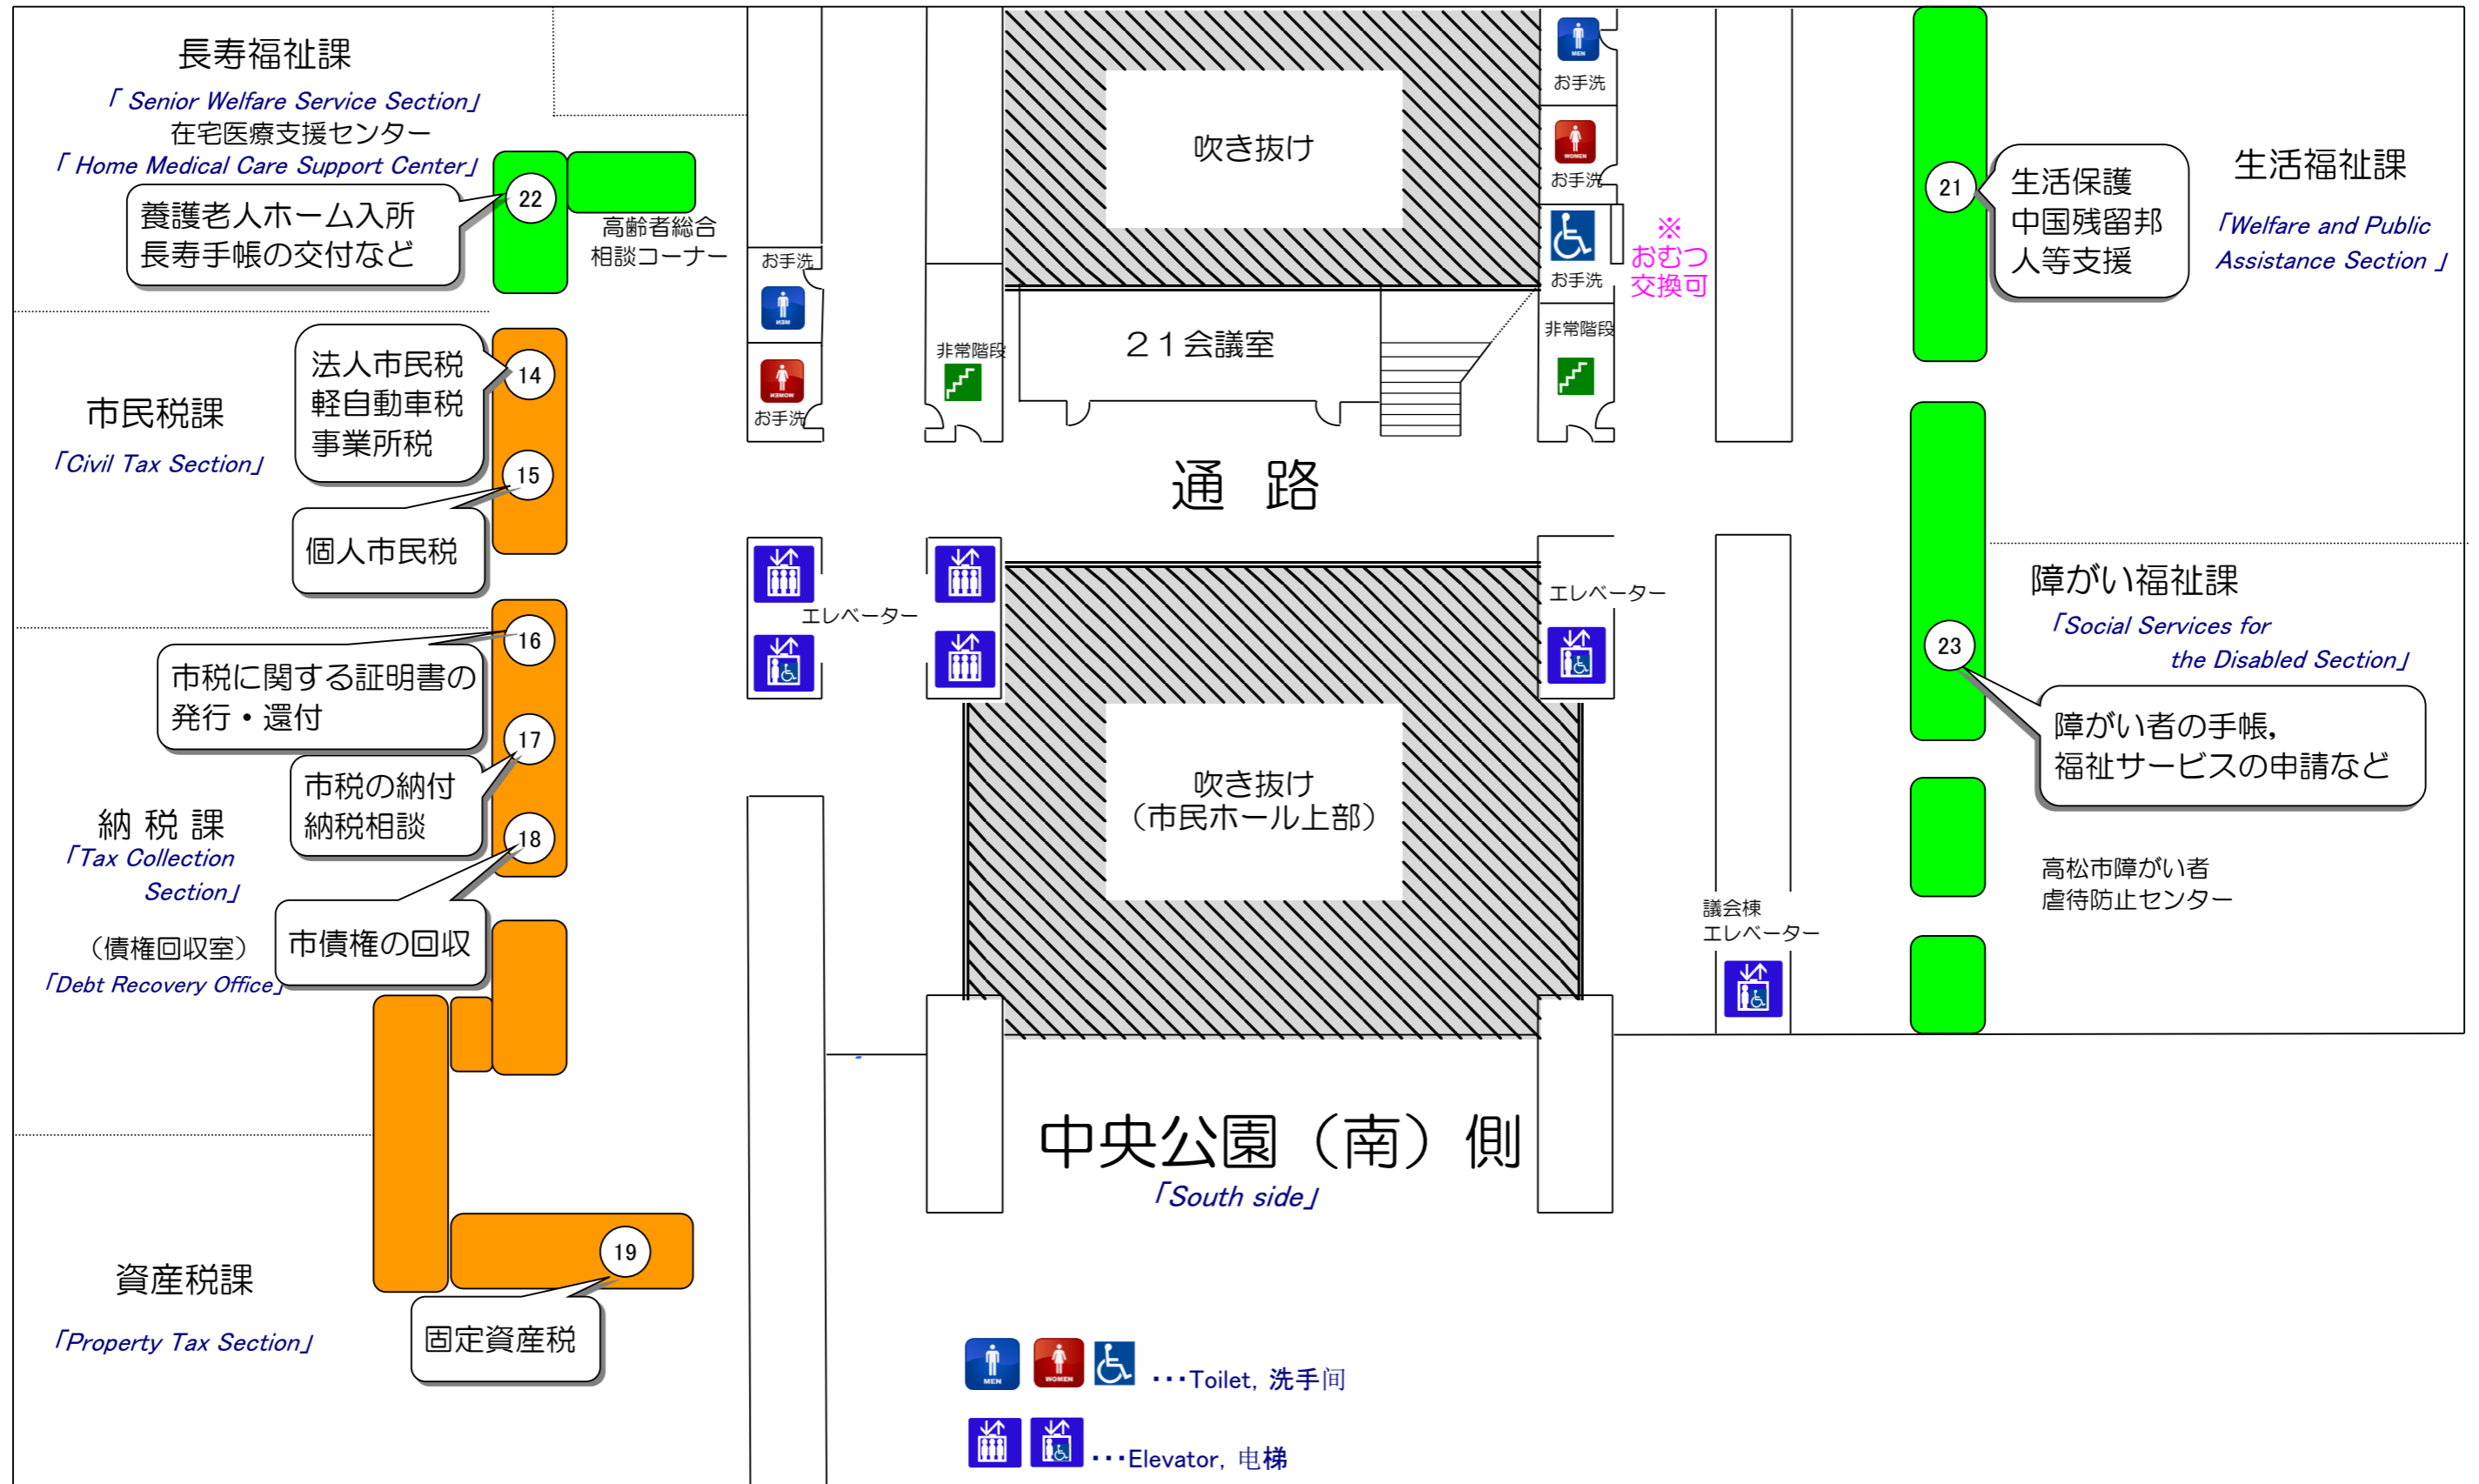 長寿福祉課
「 Senior Welfare Service Section」
在宅医療支援センター
「 Home Medical Care Support Center」
22
養護老人ホーム入所
長寿手帳の交付など
高齢者総合
相談コーナー
市民税課
「Civil Tax Section」
14
法人市民税
軽自動車税
事業所税
15
個人市民税
16
市税に関する証明書の
発行・還付
17
市税の納付
納税相談
18
納 税 課
「Tax Collection
Section」
市債権の回収
（債権回収室）
「Debt Recovery Office」
19
資産税課
「Property Tax Section」
固定資産税
お手洗
MEN
WOMEN
お手洗
非常階段
エレベーター
吹き抜け
21会議室
通 路
吹き抜け
（市民ホール上部）
MEN
お手洗
WOMEN
お手洗
お手洗
※
おむつ
交換可
非常階段
エレベーター
議会棟
エレベーター
21
生活保護
中国残留邦
人等支援
生活福祉課
「Welfare and Public
Assistance Section 」
障がい福祉課
「Social Services for
the Disabled Section」
23
障がい者の手帳,
福祉サービスの申請など
高松市障がい者
虐待防止センター
中央公園（南）側
「South side」
MEN
WOMEN
･･･Toilet, 洗手间
･･･Elevator, 电梯